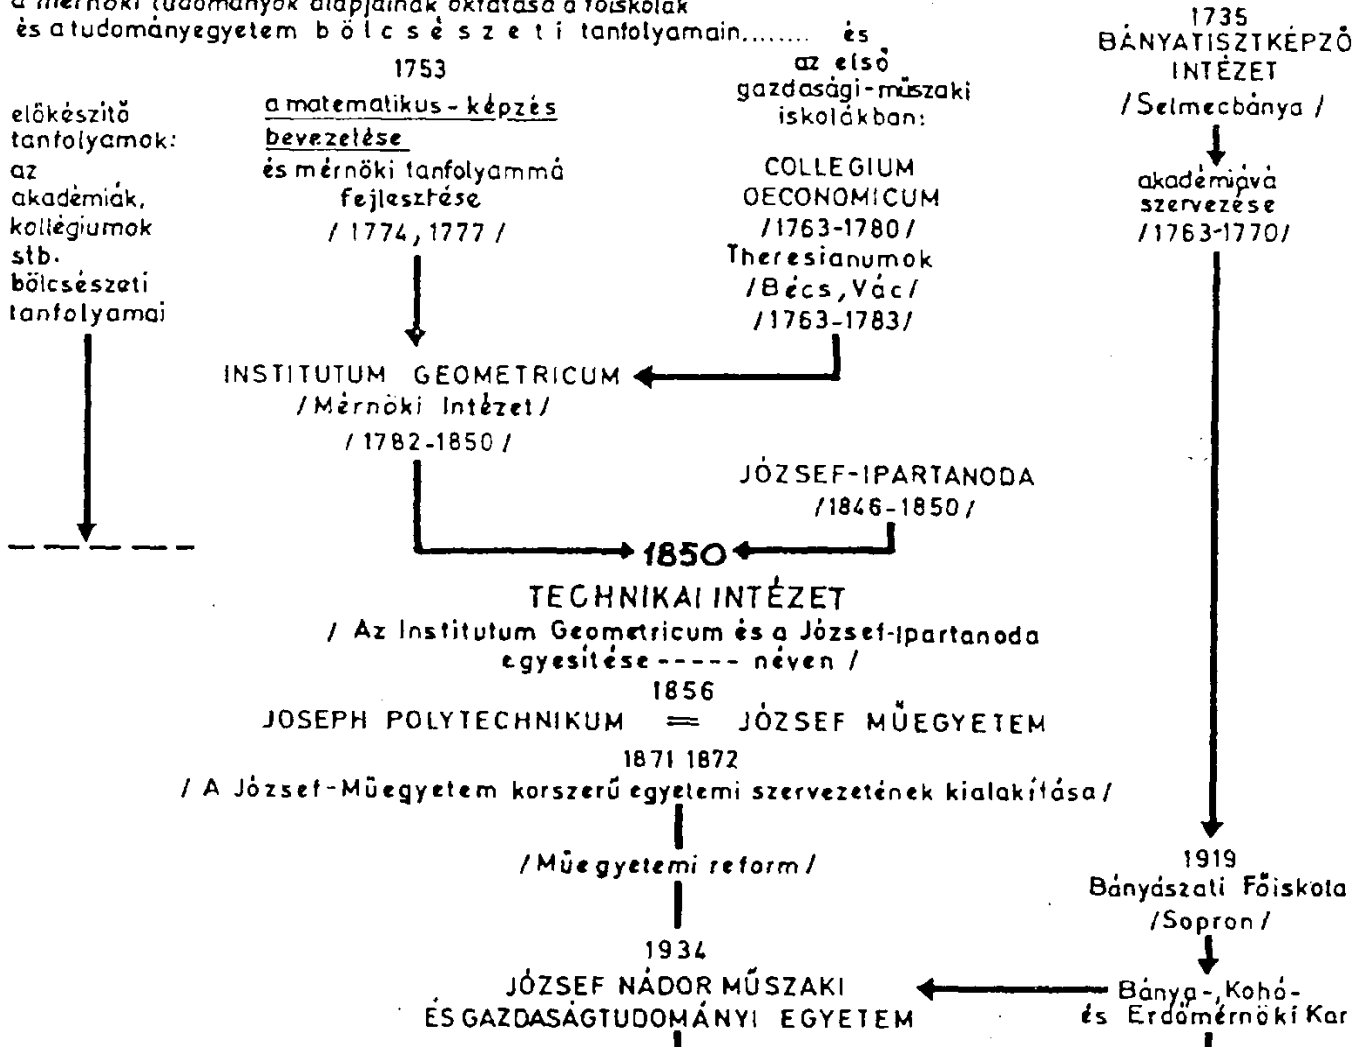 a mérnöki tudományok alapjainak oktatása a főiskolák
és a tudományegyetem bölcsészeti tanfolyamain........ és
az első
gazdasági-műszaki
iskolákban:
1753
a matematikus-képzés
bevezetése
és mérnöki tanfolyammá
fejlesztése
/1774, 1777/
előkészítő
tanfolyamok:
az
akadémiák,
kollégiumok
stb.
bölcsészeti
tanfolyamai
COLLEGIUM
OECONOMICUM
/1763-1780/
Theresianumok
/Bécs, Vác/
/1763-1783/
1735
BÁNYATISZTKÉPZŐ
INTÉZET
/Selmecbánya/
akadémiává
szervezése
/1763-1770/
INSTITUTUM GEOMETRICUM
/Mérnöki Intézet/
/1782-1850/
JÓZSEF-IPARTANODA
/1846-1850/
1850
TECHNIKAI INTÉZET
/Az Institutum Geometricum és a József-Ipartanoda
egyesítése ----- néven/
1856
JOSEPH POLYTECHNIKUM = JÓZSEF MŰEGYETEM
1871 1872
/A József-Műegyetem korszerű egyetemi szervezetének kialakítása/
/Műegyetemi reform/
1919
Bányászati Főiskola
/Sopron/
1934
JÓZSEF NÁDOR MŰSZAKI
ÉS GAZDASÁGTUDOMÁNYI EGYETEM
Bánya-, Kohó-
és Erdőmérnöki Kar